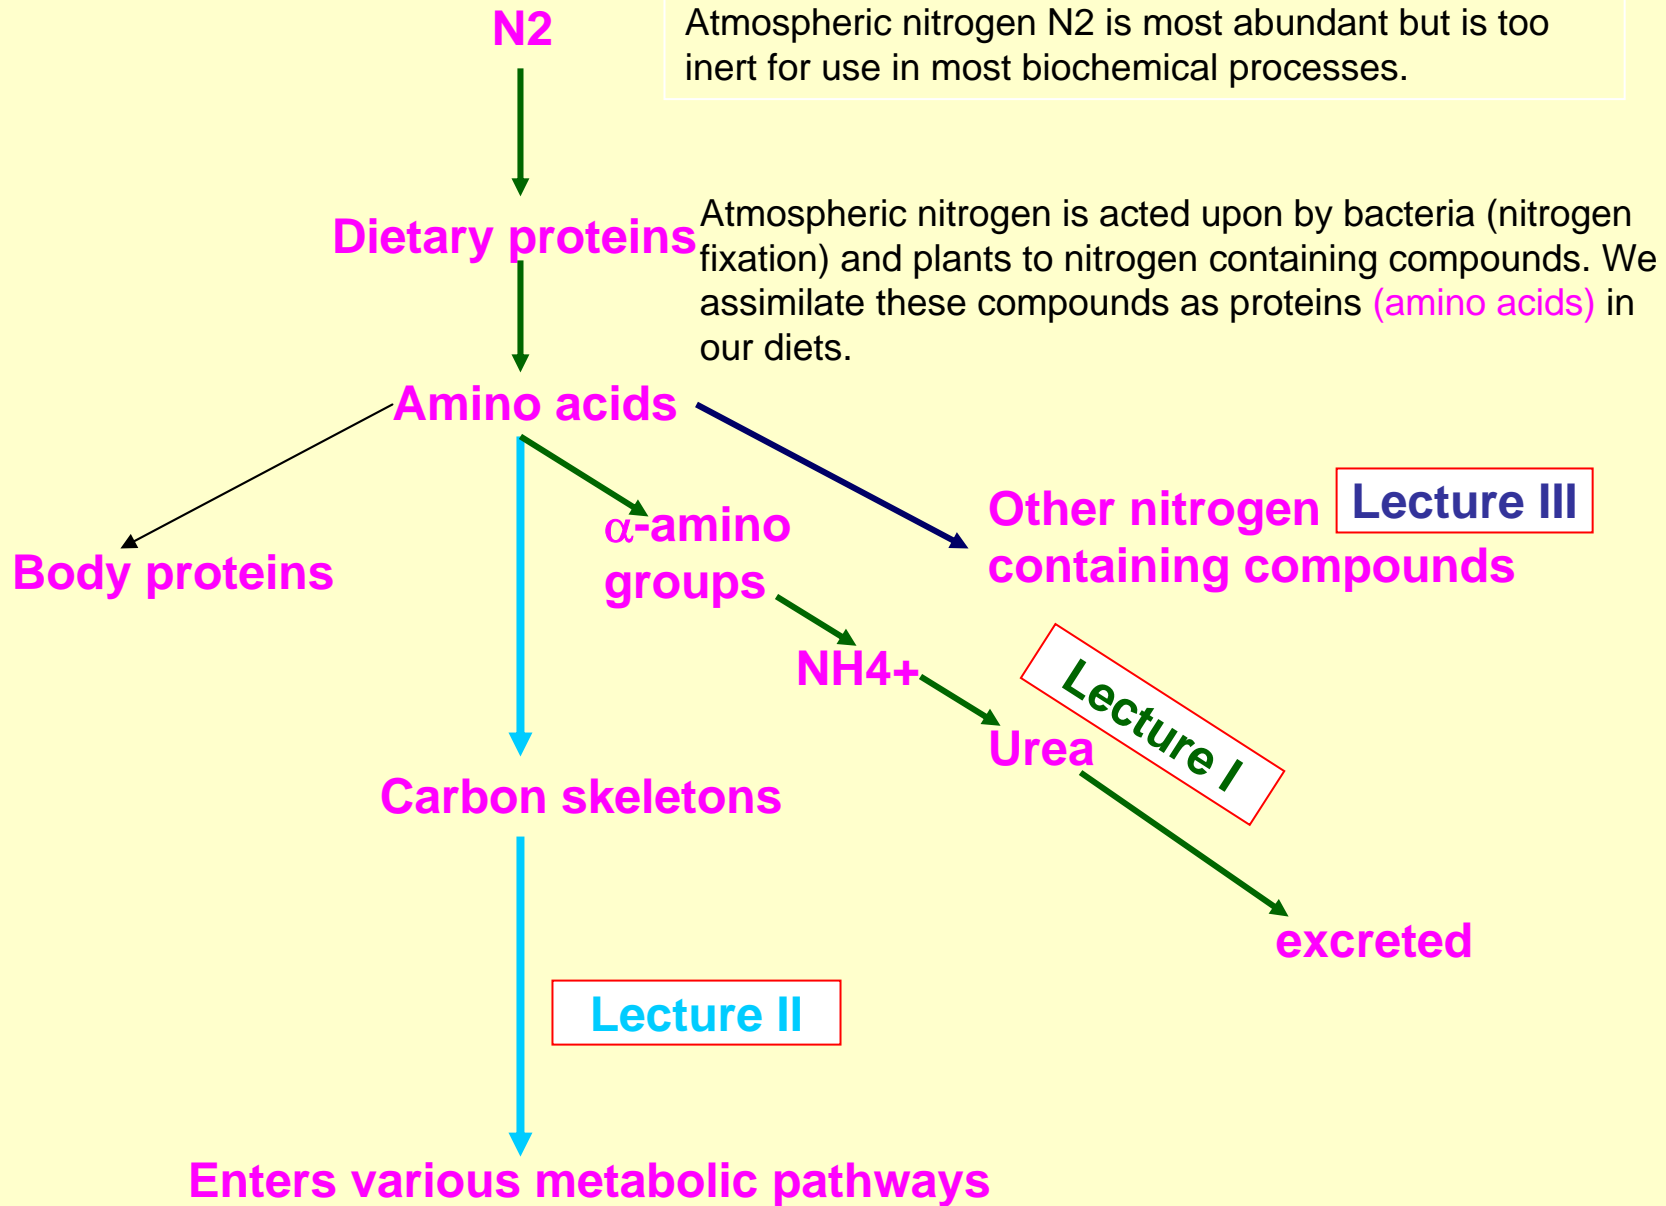 N2
Atmospheric nitrogen N2 is most abundant but is too
inert for use in most biochemical processes.
Dietary proteins
Atmospheric nitrogen is acted upon by bacteria (nitrogen
fixation) and plants to nitrogen containing compounds. We
assimilate these compounds as proteins (amino acids) in
our diets.
Amino acids
Body proteins
α-amino
groups
Other nitrogen
containing compounds
Lecture III
NH4+
Urea
Lecture I
Carbon skeletons
excreted
Lecture II
Enters various metabolic pathways